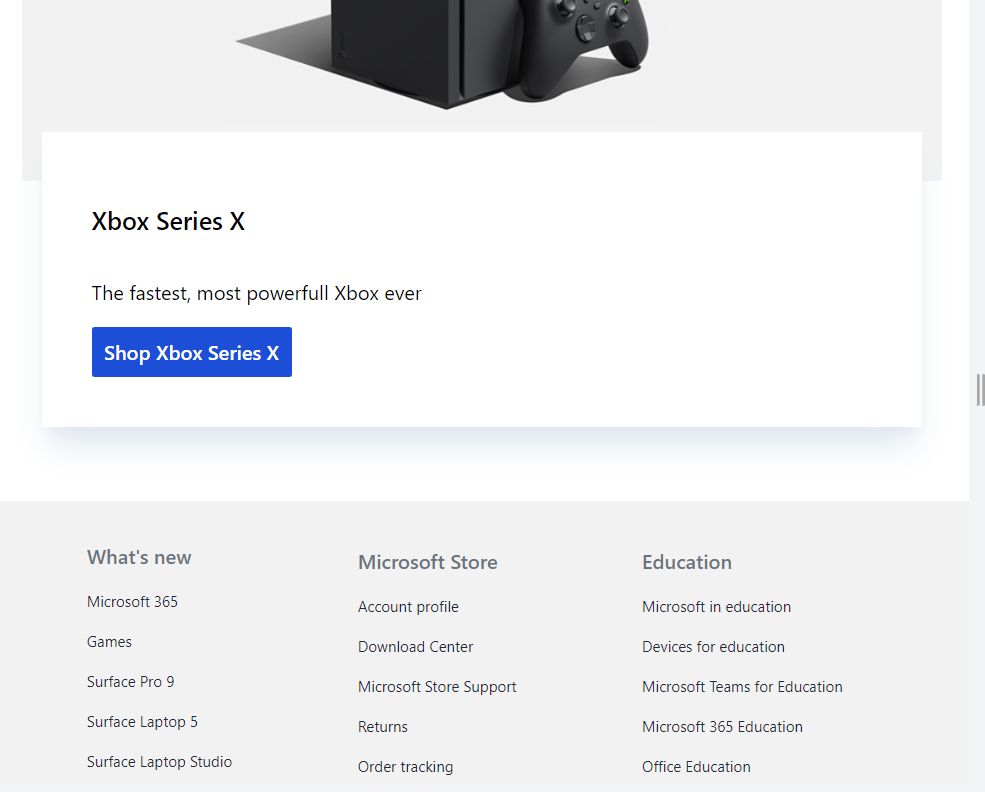 Xbox Series X
The fastest, most powerfull Xbox ever
Shop Xbox Series X
What's new
Microsoft 365
Games
Surface Pro 9
Surface Laptop 5
Surface Laptop Studio
Microsoft Store
Account profile
Download Center
Microsoft Store Support
Returns
Order tracking
Education
Microsoft in education
Devices for education
Microsoft Teams for Education
Microsoft 365 Education
Office Education